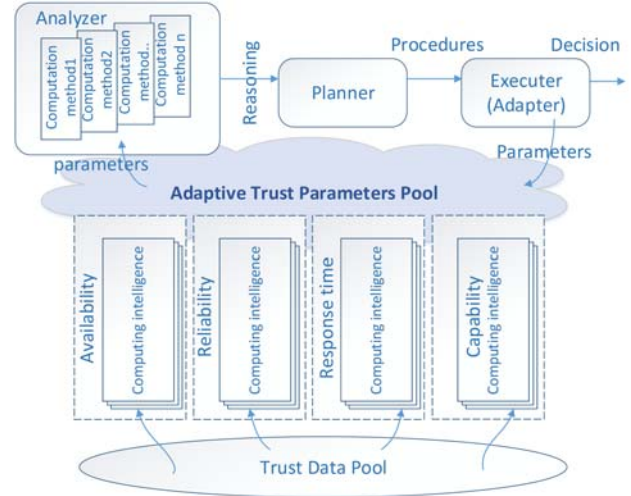 Analyzer
Computation
method1
Computation
method2
Computation
method..
Computation
method n
Reasoning
Planner
Procedures
Executer
(Adapter)
Decision
parameters
Parameters
Adaptive Trust Parameters Pool
Availability
Computing intelligence
Reliability
Computing intelligence
Response time
Computing intelligence
Capability
Computing intelligence
Trust Data Pool